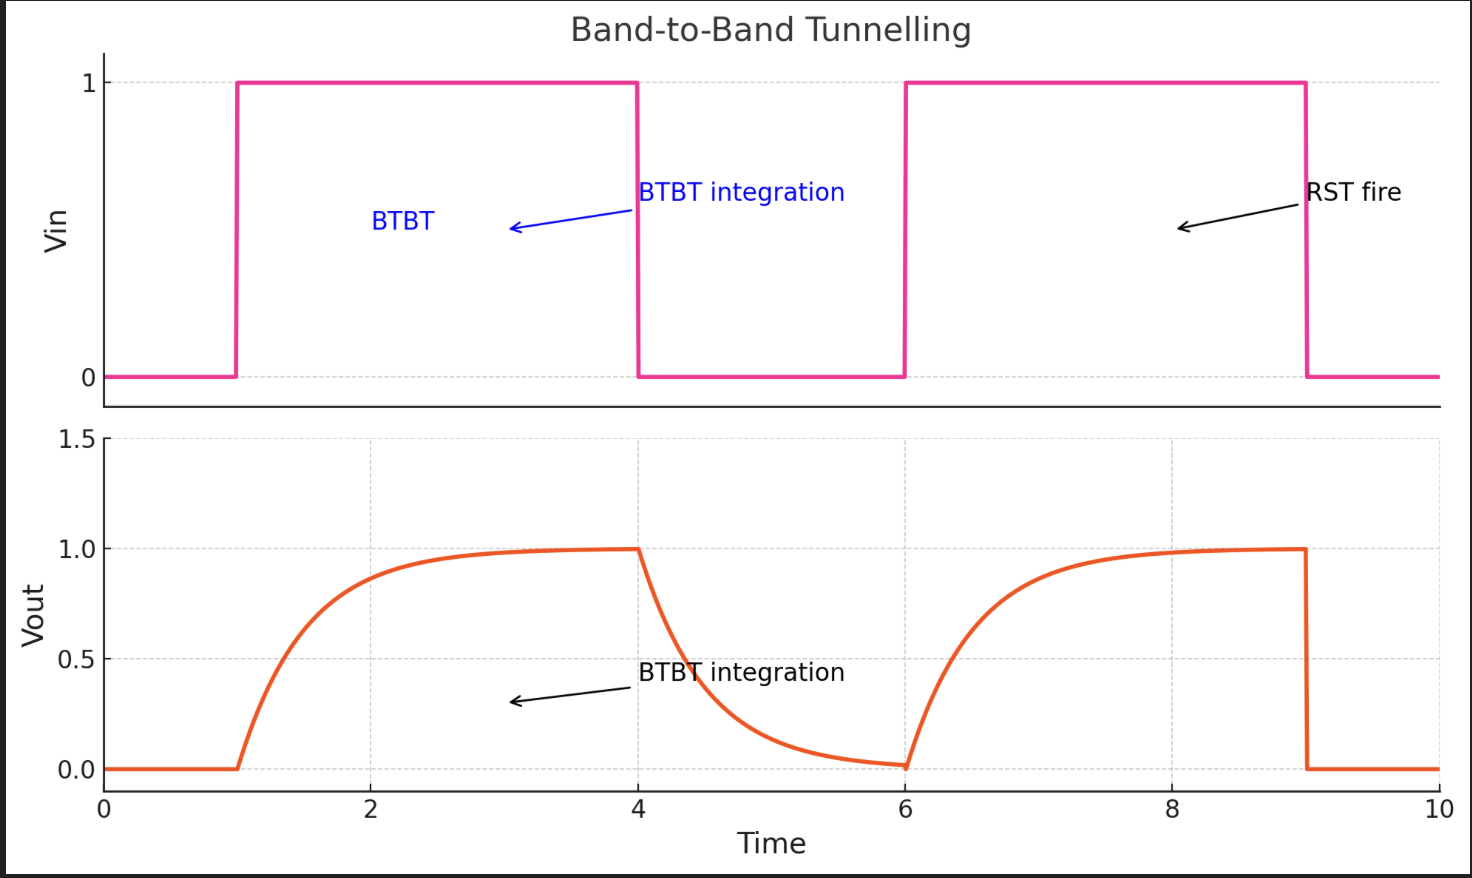 Band-to-Band Tunnelling
1
BTBT integration
RST fire
BTBT
Vin
0
1.5
1.0
Vout
0.5
BTBT integration
0.0
0
2
4
6
8
10
Time